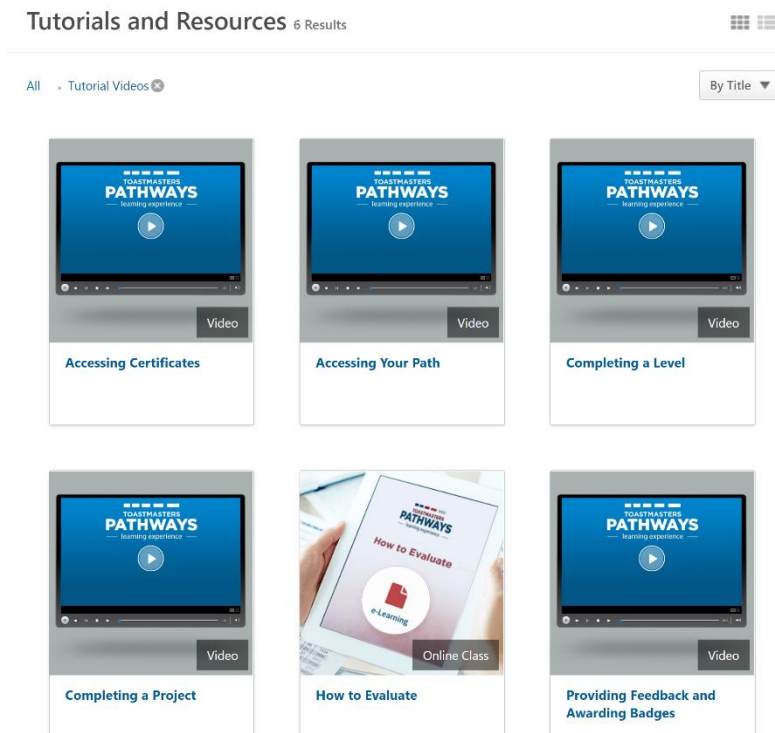 Tutorials and Resources 6 Results
All • Tutorial Videos
By Title
TOASTMASTERS
PATHWAYS
learning experience
Video
Accessing Certificates
TOASTMASTERS
PATHWAYS
learning experience
Video
Accessing Your Path
TOASTMASTERS
PATHWAYS
learning experience
Video
Completing a Level
TOASTMASTERS
PATHWAYS
learning experience
Video
Completing a Project
TOASTMASTERS
PATHWAYS
learning experience
How to Evaluate
e-Learning
Online Class
How to Evaluate
TOASTMASTERS
PATHWAYS
learning experience
Video
Providing Feedback and
Awarding Badges